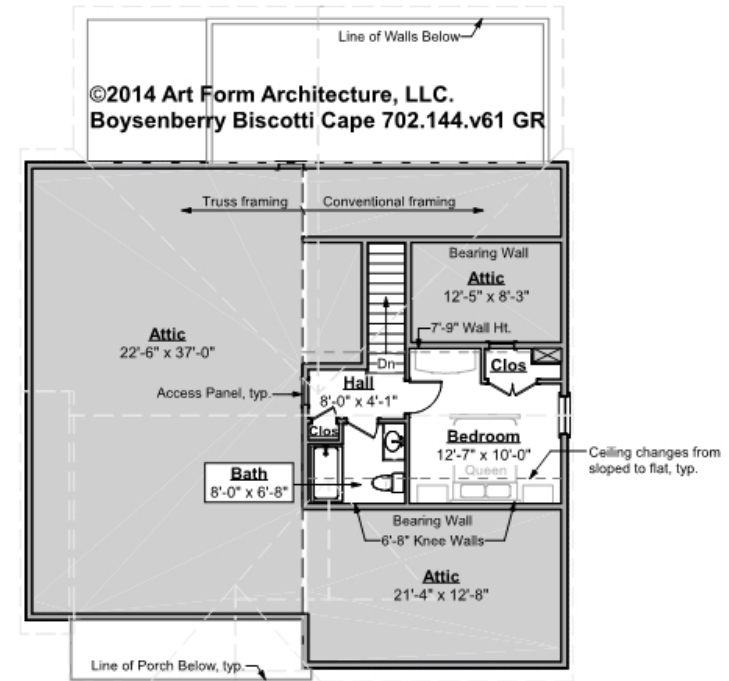 Line of Walls Below
©2014 Art Form Architecture, LLC.
Boysenberry Biscotti Cape 702.144.v61 GR
Truss framing
Conventional framing
Bearing Wall
Attic
12'-5" x 8'-3"
7'-9" Wall Ht.
Attic
22'-6" x 37'-0"
Dn
Clos
Hall
8'-0" x 4'-1"
Access Panel, typ.
Clos
Bedroom
12'-7" x 10'-0"
Queen
Ceiling changes from
sloped to flat, typ.
Bath
8'-0" x 6'-8"
Bearing Wall
6'-8" Knee Walls
Attic
21'-4" x 12'-8"
Line of Porch Below, typ.